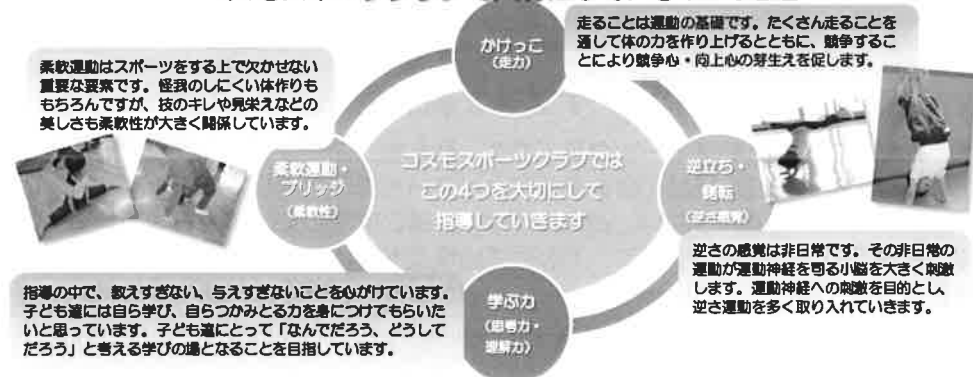 かけっこ
(走力)
走ることは運動の基礎です。たくさん走ることを
通して体の力を作り上げるとともに、競争するこ
とにより競争心・向上心の芽生えを促します。
柔軟運動はスポーツをする上で欠かせない
重要な要素です。怪我のしにくい体作りも
もちろんですが、技のキレや見栄えなどの
美しさも柔軟性が大きく関係しています。
柔軟運動・
ブリッジ
(柔軟性)
コスモスポーツクラブでは
この4つを大切にして
指導していきます
逆立ち・
回転
(逆さ感覚)
逆さの感覚は非日常です。その非日常の
運動が運動神経を司る小脳を大きく刺激
します。運動神経への刺激を目的とし、
逆さ運動を多く取り入れていきます。
指導の中で、教えすぎない、与えすぎないことを心がけています。
子ども達には自ら学び、自らつかみとる力を身につけてもらいた
いと思っています。子ども達にとって「なんでだろう、どうして
だろう」と考える学びの場となることを目指しています。
学ぶ力
(思考力・
理解力)